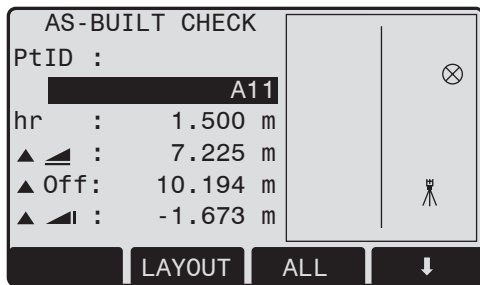 AS-BUILT CHECK
PtID :
A11
hr : 1.500 m
▲ : 7.225 m
▲ Off: 10.194 m
▲ : -1.673 m
LAYOUT ALL ⬇